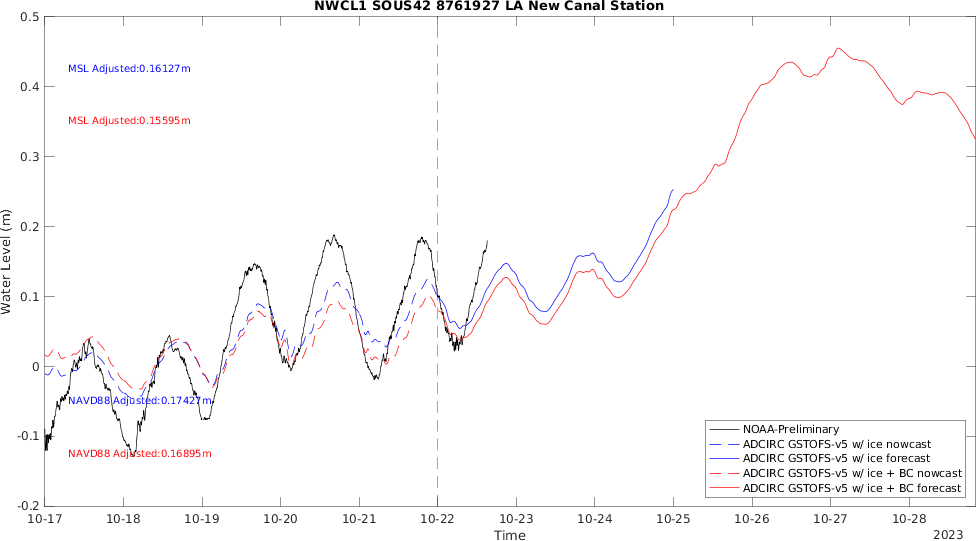 NWCL1 SOUS42 8761927 LA New Canal Station
0.5
0.4
0.3
0.2
0.1
0
-0.1
-0.2
Water Level (m)
MSL Adjusted:0.16127m
MSL Adjusted:0.15595m
NAVD88 Adjusted:0.17427m
NAVD88 Adjusted:0.16895m
NOAA-Preliminary
ADCIRC GSTOFS-v5 w/ ice nowcast
ADCIRC GSTOFS-v5 w/ ice forecast
ADCIRC GSTOFS-v5 w/ ice + BC nowcast
ADCIRC GSTOFS-v5 w/ ice + BC forecast
10-17 10-18 10-19 10-20 10-21 10-22 10-23 10-24 10-25 10-26 10-27 10-28
Time
2023